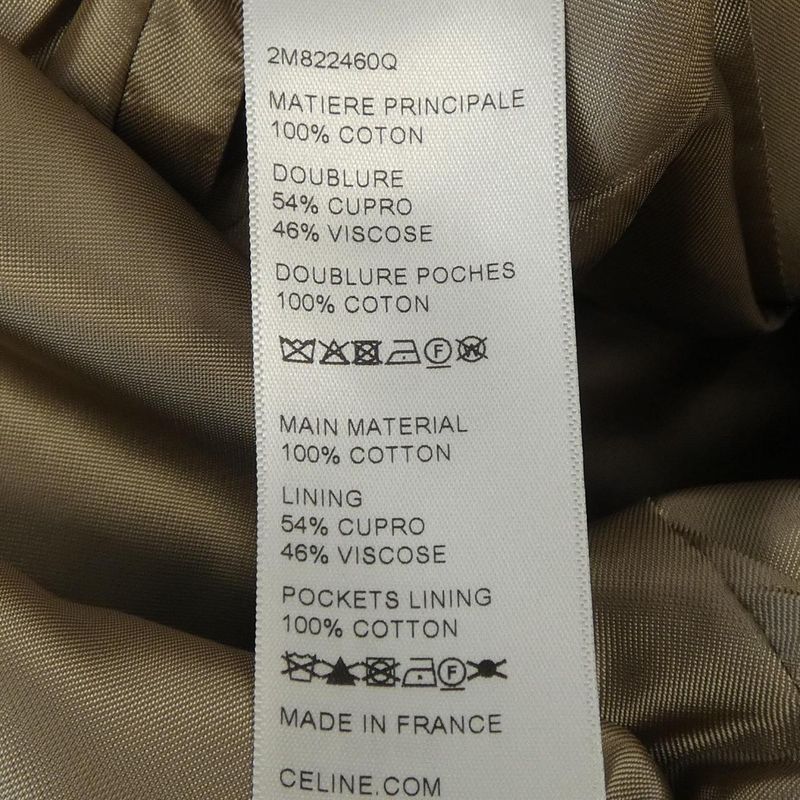 2M822460Q
MATIERE PRINCIPALE
100% COTON
DOUBLURE
54% CUPRO
46% VISCOSE
DOUBLURE POCHES
100% COTON
F W
MAIN MATERIAL
100% COTTON
LINING
54% CUPRO
46% VISCOSE
POCKETS LINING
100% COTTON
F
MADE IN FRANCE
CELINE.COM